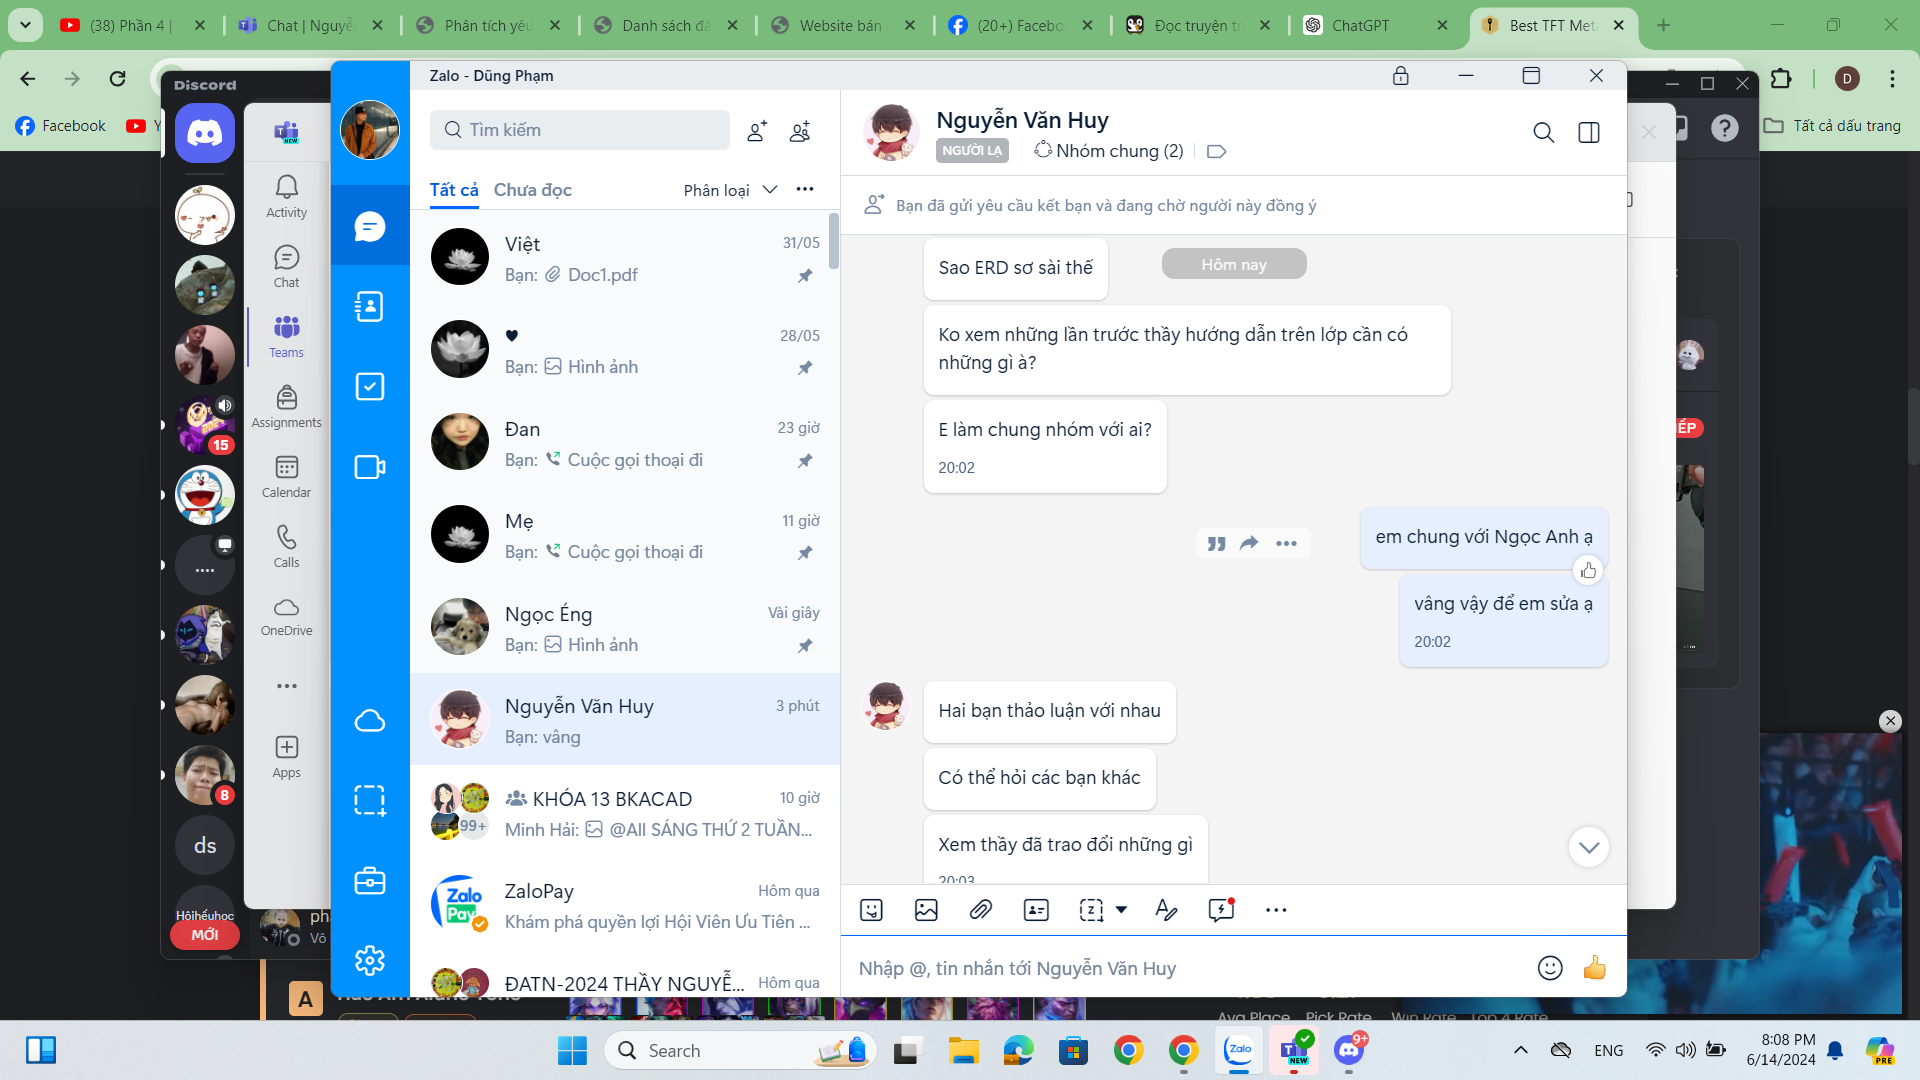 (38) Phần 4 |
Chat | Nguyễ
Phân tích yêu
Danh sách đă
Website bán
(20+) Facebo
Đọc truyện tr
ChatGPT
Best TFT Met
D
Facebook
Y
Tất cả dấu trang
Discord
15
8
ds
Hôihếuhọc
MỚI
NEW
Activity
Chat
Teams
Assignments
Calendar
Calls
OneDrive
Apps
Zalo - Dũng Phạm
Tìm kiếm
Tất cả
Chưa đọc
Phân loại
Việt
31/05
Bạn: Doc1.pdf
♥
28/05
Bạn: Hình ảnh
Đan
23 giờ
Bạn: Cuộc gọi thoại đi
Mẹ
11 giờ
Bạn: Cuộc gọi thoại đi
Ngọc Éng
Vài giây
Bạn: Hình ảnh
Nguyễn Văn Huy
3 phút
Bạn: vâng
KHÓA 13 BKACAD
10 giờ
99+
Minh Hải: @All SÁNG THỨ 2 TUẦN...
ZaloPay
Hôm qua
Khám phá quyền lợi Hội Viên Ưu Tiên ...
Zalo
Pay
ĐATN-2024 THẦY NGUYỄ...
Hôm qua
Nguyễn Văn Huy
NGƯỜI LẠ
Nhóm chung (2)
Bạn đã gửi yêu cầu kết bạn và đang chờ người này đồng ý
Hôm nay
Sao ERD sơ sài thế
Ko xem những lần trước thầy hướng dẫn trên lớp cần có
những gì à?
E làm chung nhóm với ai?
20:02
em chung với Ngọc Anh ạ
vâng vậy để em sửa ạ
20:02
Hai bạn thảo luận với nhau
Có thể hỏi các bạn khác
Xem thầy đã trao đổi những gì
20:03
Nhập @, tin nhắn tới Nguyễn Văn Huy
A
Avg Place
Pick Rate
Win Rate
Top 4 Rate
Search
Zalo
NEW
9+
ENG
8:08 PM
6/14/2024
PRE